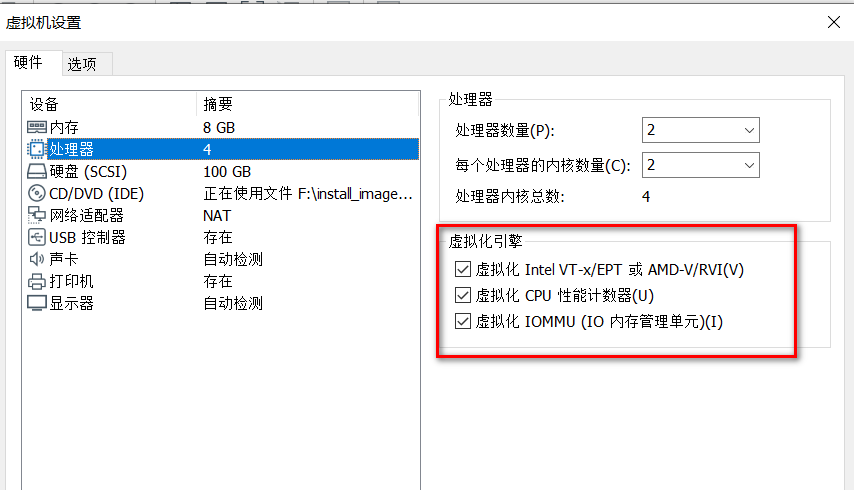 虚拟机设置
硬件 选项
设备 摘要
内存 8 GB
处理器 4
硬盘 (SCSI) 100 GB
CD/DVD (IDE) 正在使用文件 F:\install_image...
网络适配器 NAT
USB 控制器 存在
声卡 自动检测
打印机 存在
显示器 自动检测
处理器
处理器数量(P): 2
每个处理器的内核数量(C): 2
处理器内核总数: 4
虚拟化引擎
虚拟化 Intel VT-x/EPT 或 AMD-V/RVI(V)
虚拟化 CPU 性能计数器(U)
虚拟化 IOMMU (IO 内存管理单元)(I)